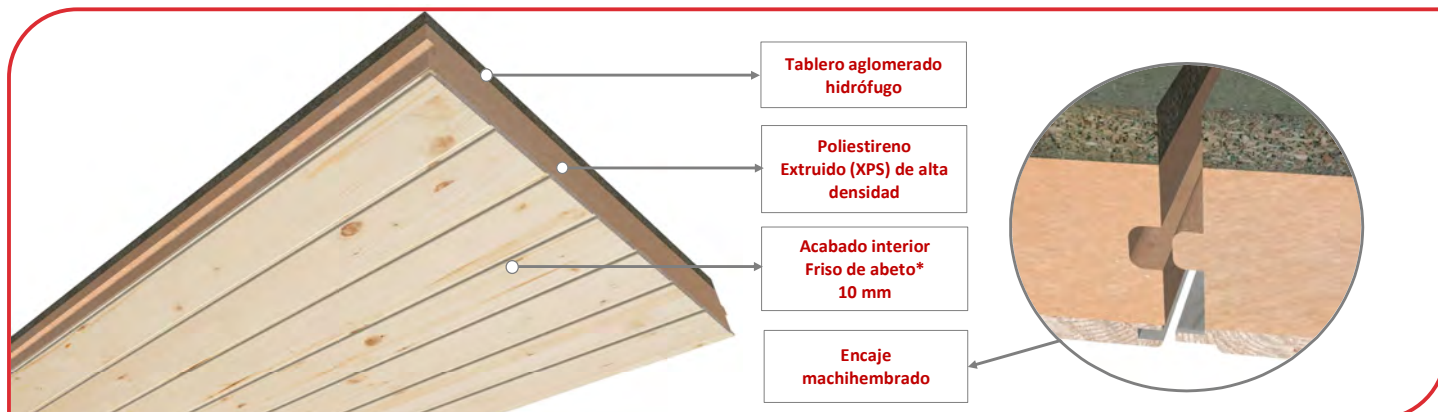 Tablero aglomerado
hidrófugo
Poliestireno
Extruido (XPS) de alta
densidad
Acabado interior
Friso de abeto*
10 mm
Encaje
machihembrado